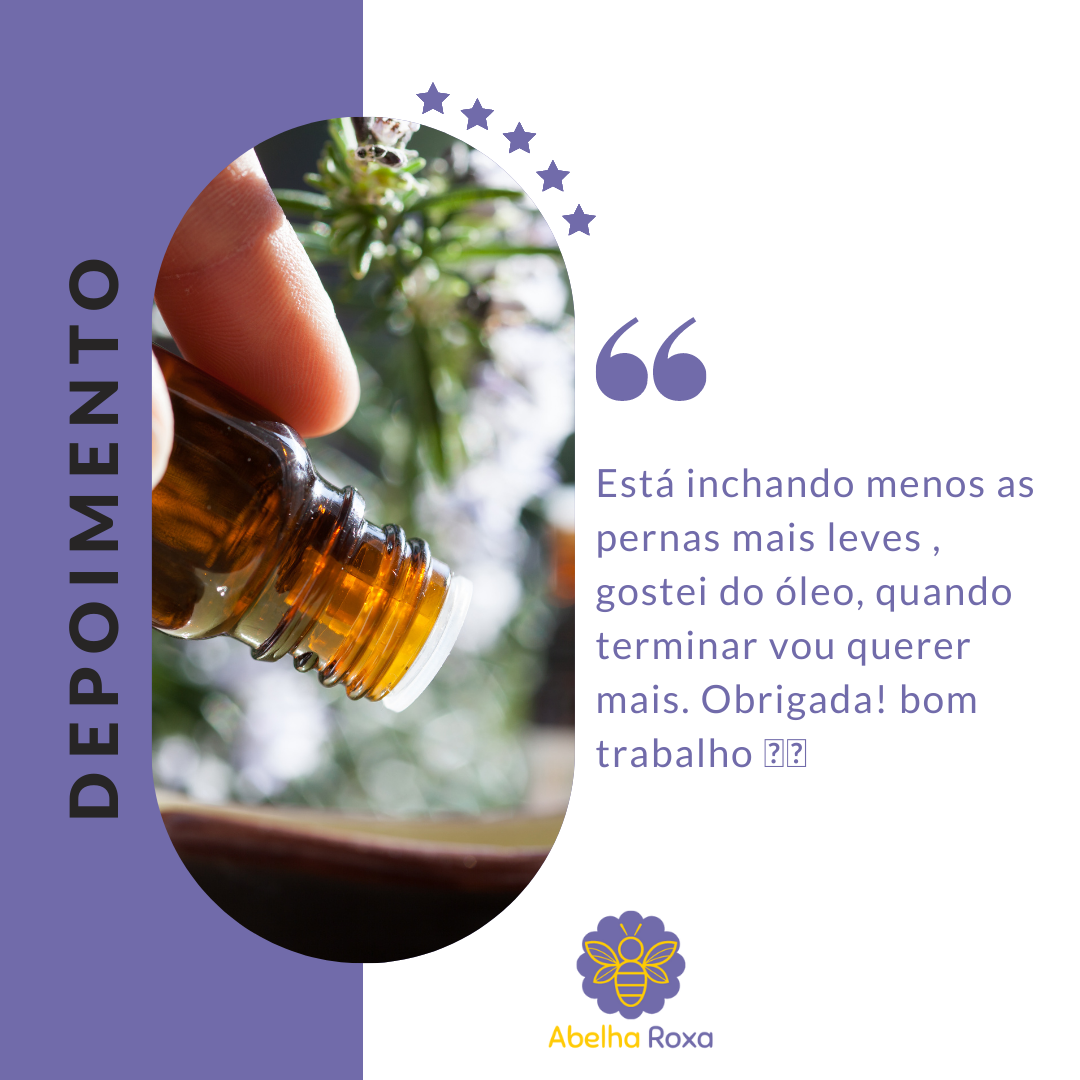 DEPOIMENTO
Está inchando menos as
pernas mais leves ,
gostei do óleo, quando
terminar vou querer
mais. Obrigada! bom
trabalho
Abelha Roxa